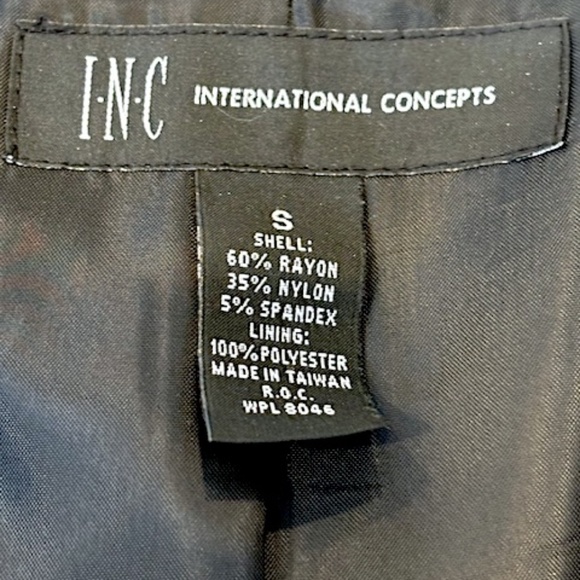 I·N·C INTERNATIONAL CONCEPTS
S
SHELL:
60% RAYON
35% NYLON
5% SPANDEX
LINING:
100% POLYESTER
MADE IN TAIWAN
R.O.C.
WPL 8046